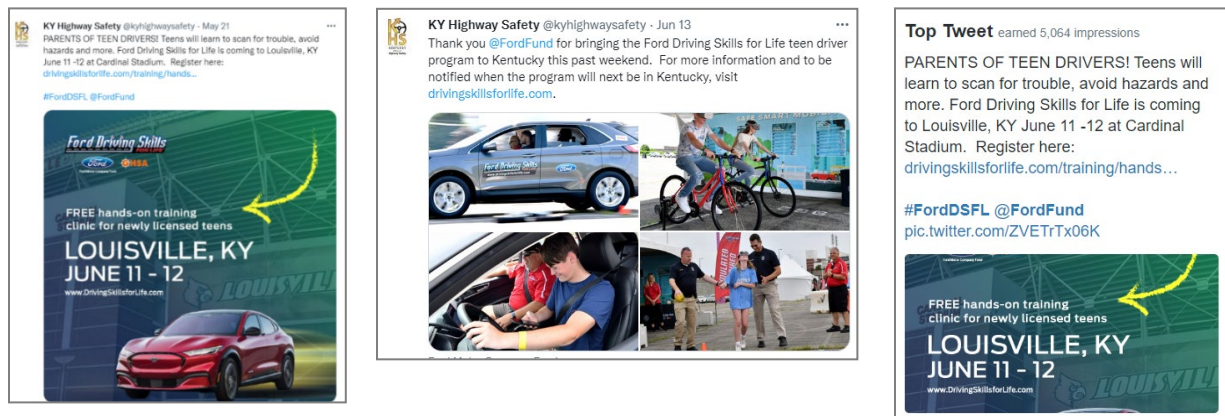 KY Highway Safety @kyhighwaysafety · May 21
PARENTS OF TEEN DRIVERS! Teens will learn to scan for trouble, avoid
hazards and more. Ford Driving Skills for Life is coming to Louisville, KY
June 11 -12 at Cardinal Stadium.  Register here:
drivingskillsforlife.com/training/hands...
#FordDSFL @FordFund
Ford Driving Skills
FOR LIFE
Ford GHSA
FREE hands-on training
clinic for newly licensed teens
LOUISVILLE, KY
JUNE 11 - 12
www.DrivingSkillsforLife.com
LOUISVILLE
KY Highway Safety @kyhighwaysafety · Jun 13
Thank you @FordFund for bringing the Ford Driving Skills for Life teen driver
program to Kentucky this past weekend.  For more information and to be
notified when the program will next be in Kentucky, visit
drivingskillsforlife.com.
Ford Driving Skills
Top Tweet earned 5,064 impressions
PARENTS OF TEEN DRIVERS! Teens will
learn to scan for trouble, avoid hazards and
more. Ford Driving Skills for Life is coming
to Louisville, KY June 11 -12 at Cardinal
Stadium.  Register here:
drivingskillsforlife.com/training/hands…
#FordDSFL @FordFund
pic.twitter.com/ZVETrTx06K
FREE hands-on training
clinic for newly licensed teens
LOUISVILLE, KY
JUNE 11 - 12
www.DrivingSkillsforLife.com
LOUISVILL